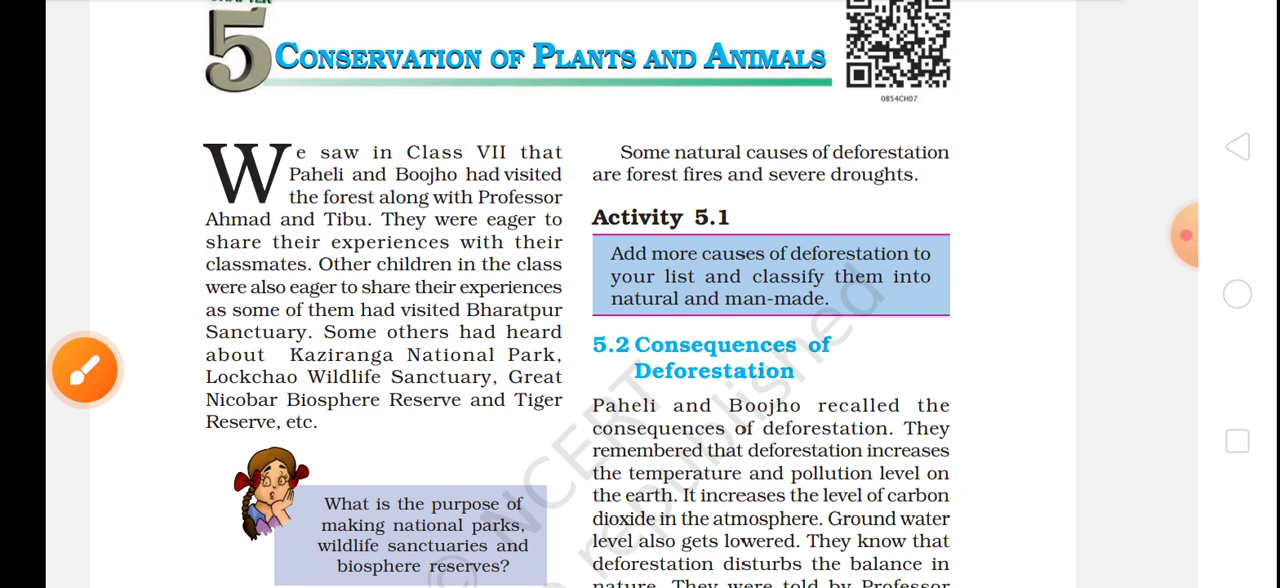 CHAPTER
5 CONSERVATION OF PLANTS AND ANIMALS
0854CH07
We saw in Class VII that
Paheli and Boojho had visited
the forest along with Professor
Ahmad and Tibu. They were eager to
share their experiences with their
classmates. Other children in the class
were also eager to share their experiences
as some of them had visited Bharatpur
Sanctuary. Some others had heard
about Kaziranga National Park,
Lockchao Wildlife Sanctuary, Great
Nicobar Biosphere Reserve and Tiger
Reserve, etc.
What is the purpose of
making national parks,
wildlife sanctuaries and
biosphere reserves?
Some natural causes of deforestation
are forest fires and severe droughts.
Activity 5.1
Add more causes of deforestation to
your list and classify them into
natural and man-made.
5.2 Consequences of
Deforestation
Paheli and Boojho recalled the
consequences of deforestation. They
remembered that deforestation increases
the temperature and pollution level on
the earth. It increases the level of carbon
dioxide in the atmosphere. Ground water
level also gets lowered. They know that
deforestation disturbs the balance in
nature. They were told by Professor
© NCERT
republished